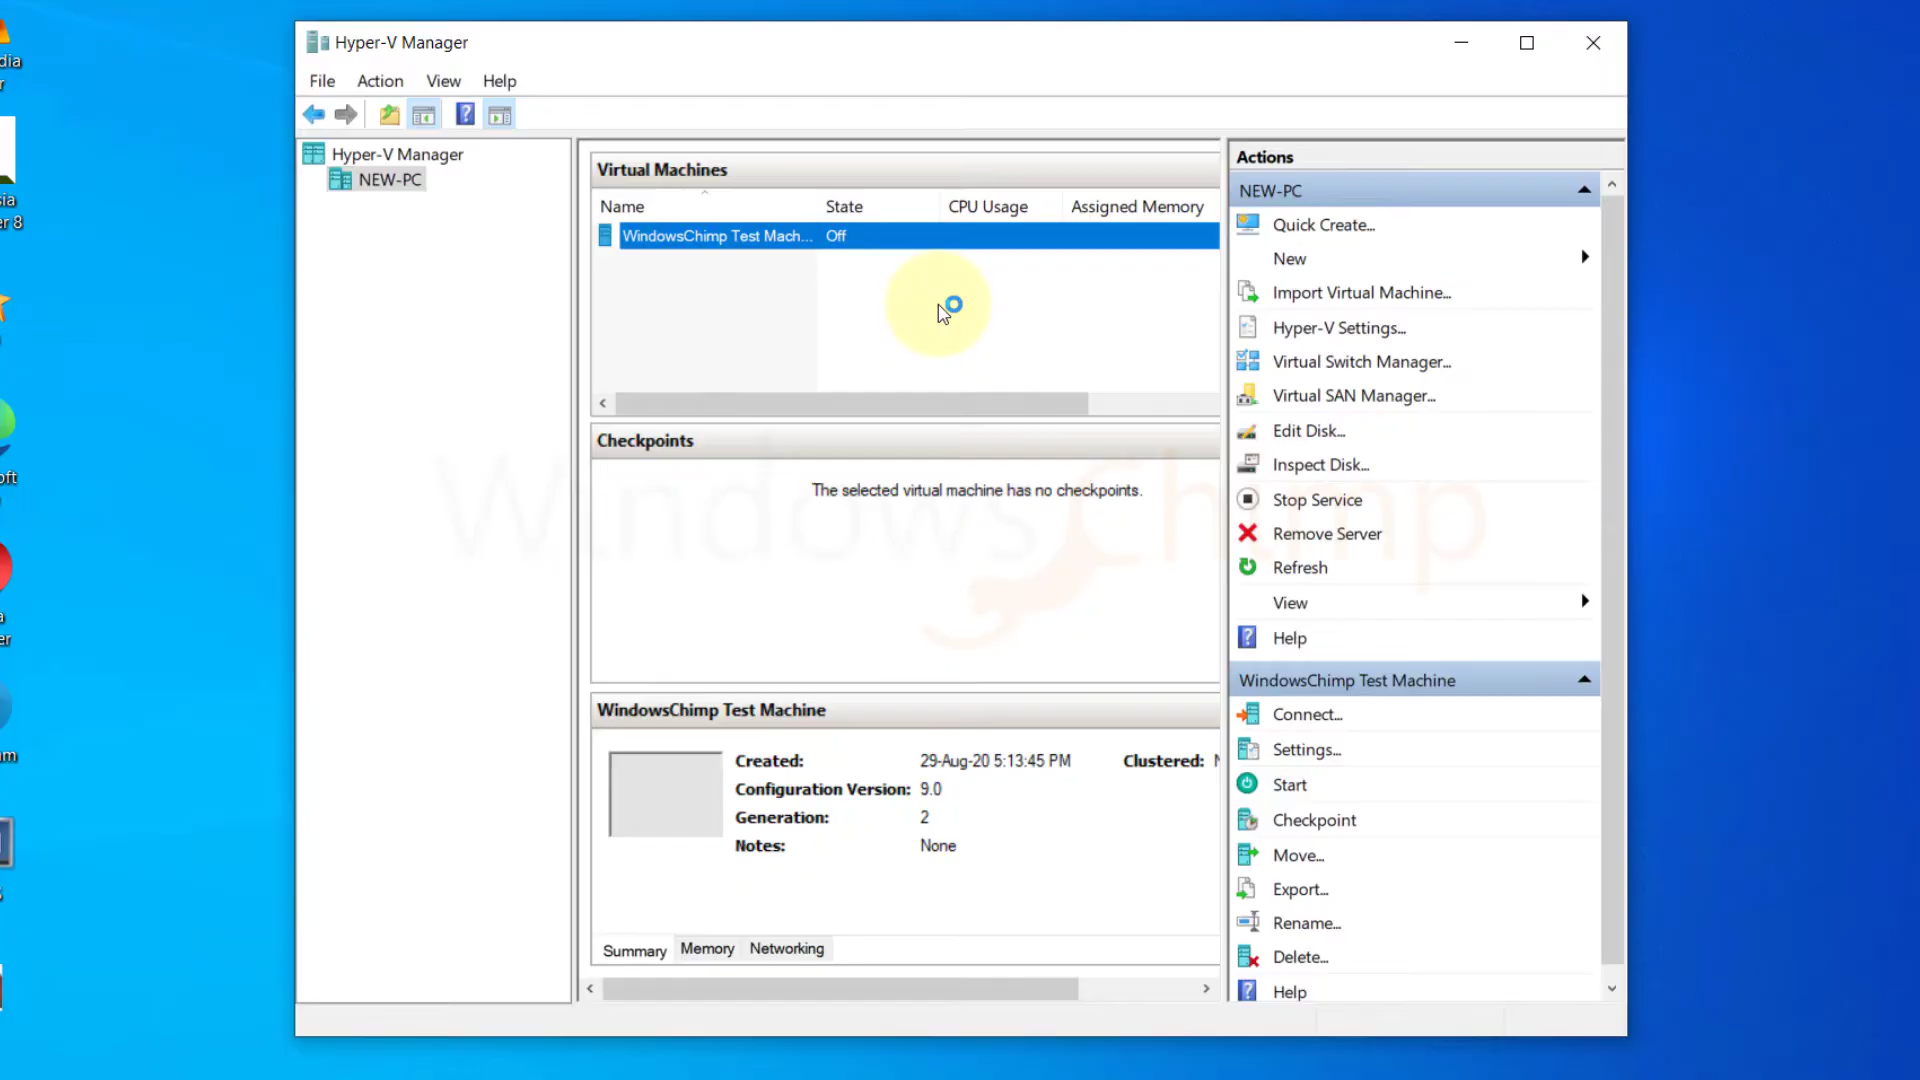 Hyper-V Manager
File Action View Help
Hyper-V Manager
NEW-PC
Virtual Machines
Name State CPU Usage Assigned Memory
WindowsChimp Test Mach... Off
Checkpoints
The selected virtual machine has no checkpoints.
WindowsChimp Test Machine
Created: 29-Aug-20 5:13:45 PM Clustered:
Configuration Version: 9.0
Generation: 2
Notes: None
Summary Memory Networking
Actions
NEW-PC
Quick Create...
New
Import Virtual Machine...
Hyper-V Settings...
Virtual Switch Manager...
Virtual SAN Manager...
Edit Disk...
Inspect Disk...
Stop Service
Remove Server
Refresh
View
Help
WindowsChimp Test Machine
Connect...
Settings...
Start
Checkpoint
Move...
Export...
Rename...
Delete...
Help
WindowsChimp